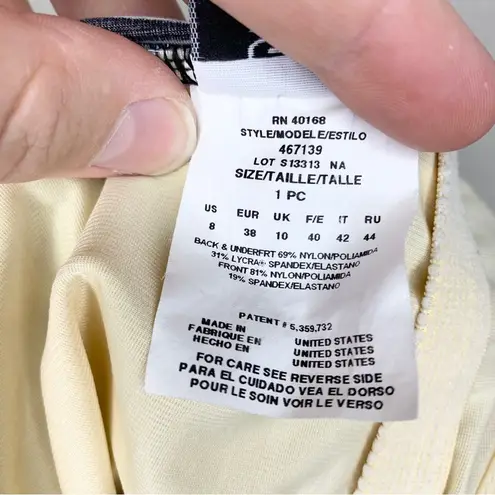 RN 40168
STYLE/MODELE/ESTILO
467139
LOT S13313 NA
SIZE/TAILLE/TALLE
1 PC
US EUR UK F/E IT RU
8 38 10 40 42 44
BACK & UNDERFRT 69% NYLON/POLIAMIDA
31% LYCRA® SPANDEX/ELASTANO
FRONT 81% NYLON/POLIAMIDA
19% SPANDEX/ELASTANO
PATENT # 5,359,732
MADE IN UNITED STATES
FABRIQUE EN UNITED STATES
HECHO EN UNITED STATES
FOR CARE SEE REVERSE SIDE
PARA EL CUIDADO VEA EL DORSO
POUR LE SOIN VOIR LE VERSO